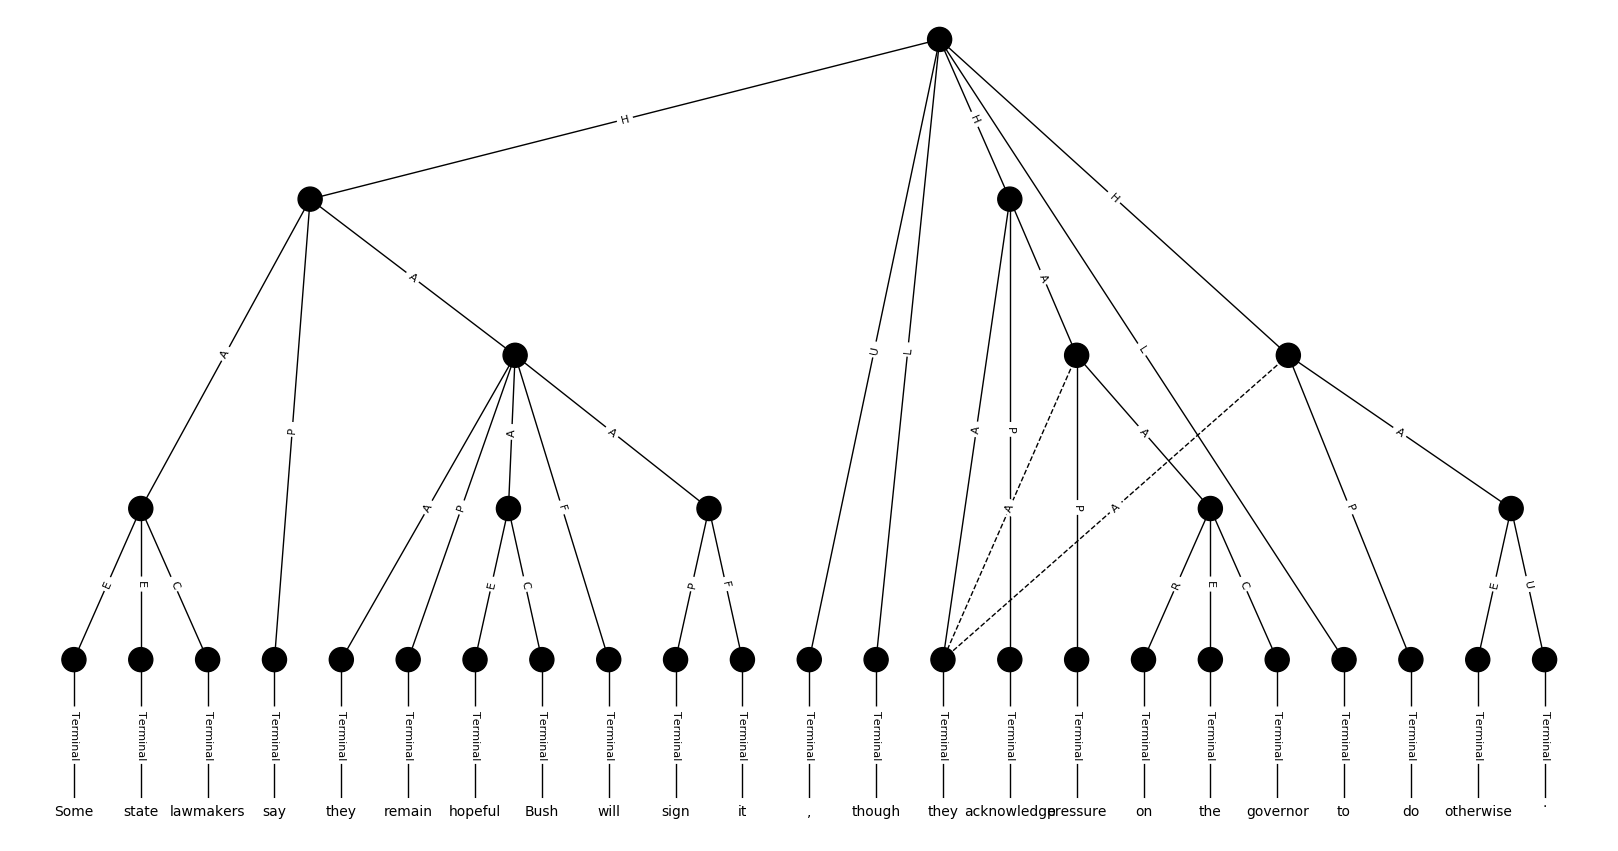 H
H
H
A
A
A
U
L
L
P
A
A
A
P
A
A
F
A
P
A
P
A
P
E
E
C
E
C
P
F
R
E
C
E
U
Terminal Terminal Terminal Terminal Terminal Terminal Terminal Terminal Terminal Terminal Terminal Terminal Terminal Terminal Terminal Terminal Terminal Terminal Terminal Terminal Terminal Terminal Terminal
Some state lawmakers say they remain hopeful Bush will sign it , though they acknowledge pressure on the governor to do otherwise .